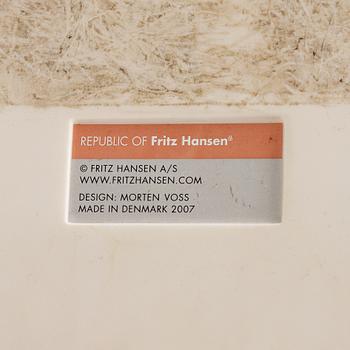 REPUBLIC OF Fritz Hansen®
© FRITZ HANSEN A/S
WWW.FRITZHANSEN.COM
DESIGN: MORTEN VOSS
MADE IN DENMARK 2007